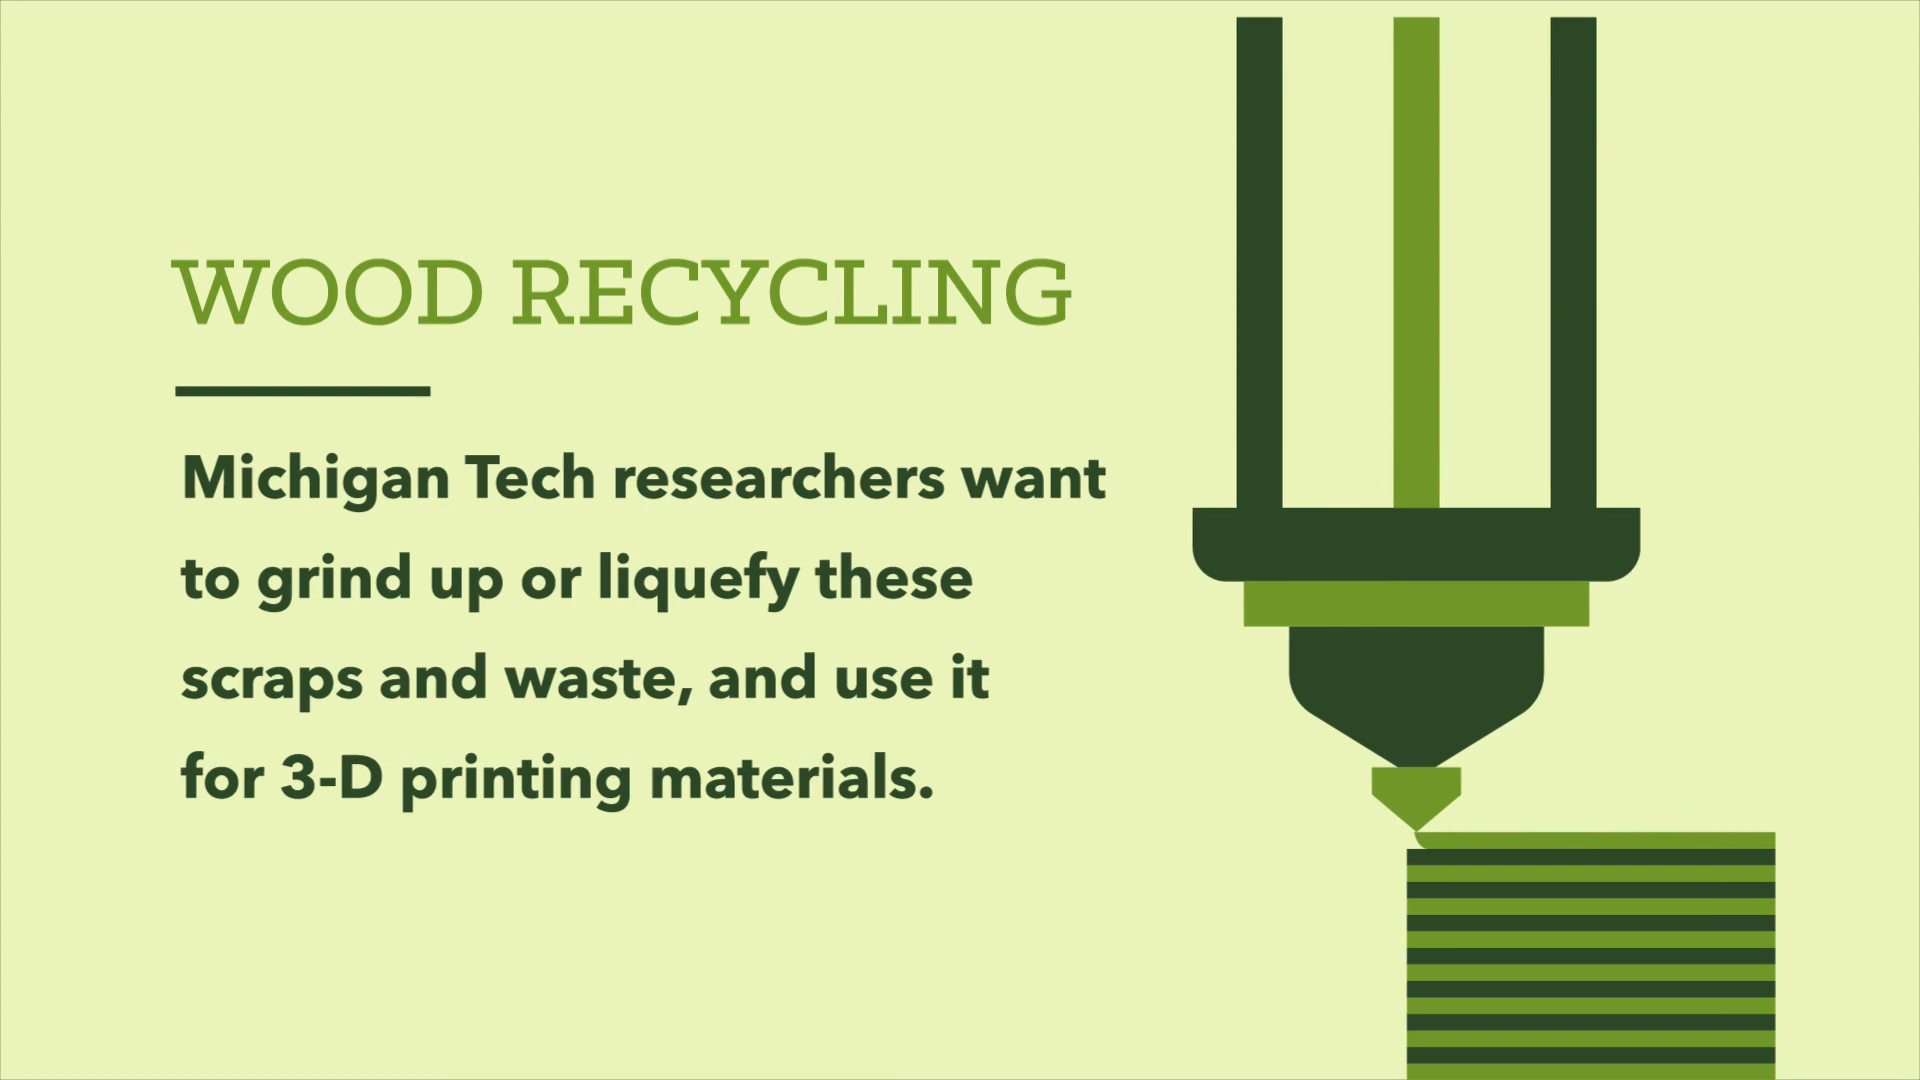 WOOD RECYCLING
Michigan Tech researchers want
to grind up or liquefy these
scraps and waste, and use it
for 3-D printing materials.